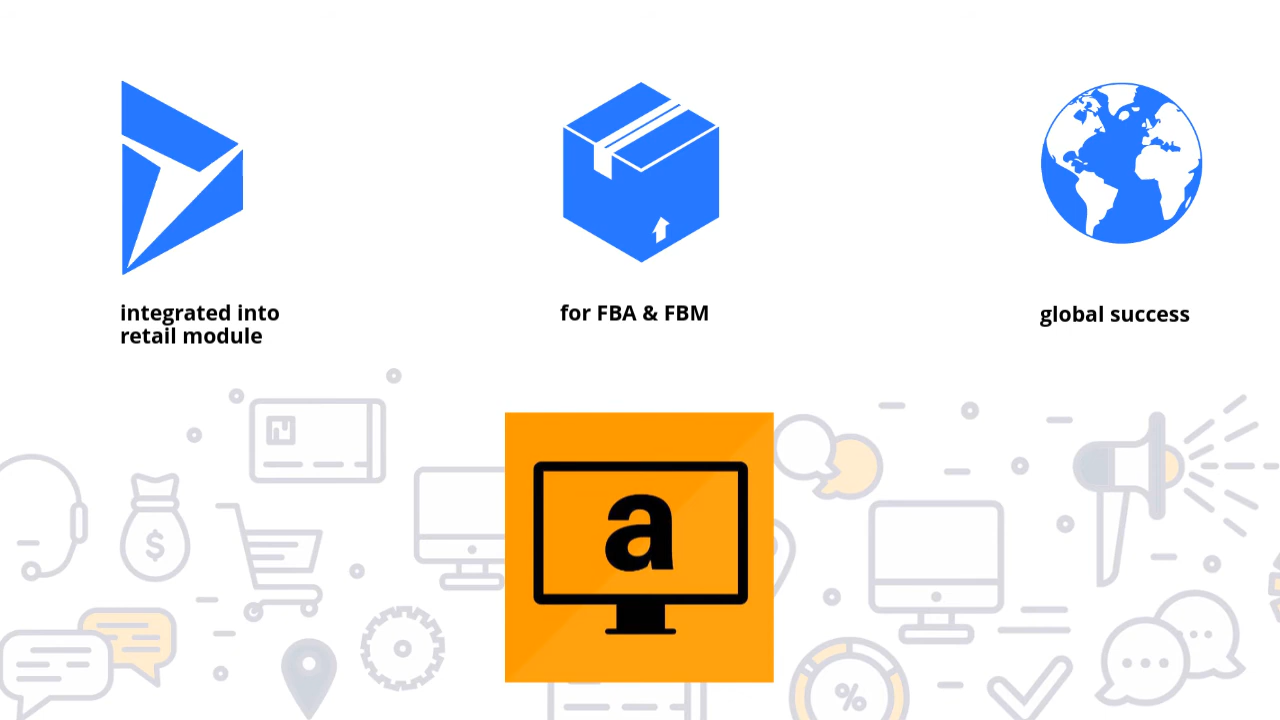 integrated into
retail module
for FBA & FBM
global success
$
a
%